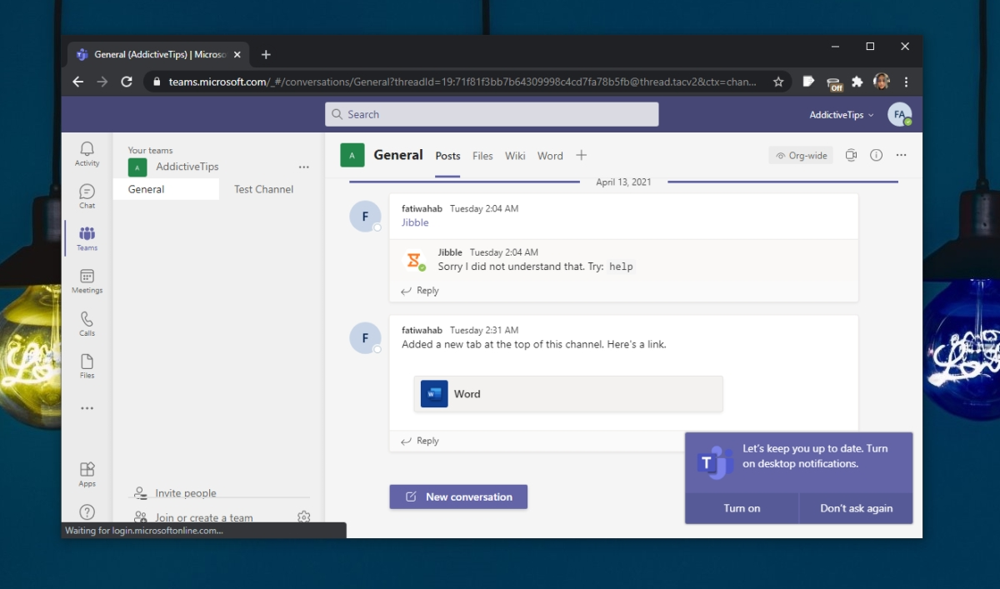 General (AddictiveTips) | Microso
teams.microsoft.com/_#/conversations/General?threadId=19:71f81f3bb7b64309998c4cd7fa78b5fb@thread.tacv2&ctx=chan...
Off
Search
AddictiveTips
FA
Activity
Chat
Teams
Meetings
Calls
Files
Apps
Your teams
A
AddictiveTips
General
Test Channel
Invite people
Join or create a team
Waiting for login.microsoftonline.com...
A
General
Posts
Files
Wiki
Word
Org-wide
April 13, 2021
F
fatiwahab Tuesday 2:04 AM
Jibble
Jibble Tuesday 2:04 AM
Sorry I did not understand that. Try: help
Reply
F
fatiwahab Tuesday 2:31 AM
Added a new tab at the top of this channel. Here's a link.
W
Word
Reply
New conversation
T
Let's keep you up to date. Turn
on desktop notifications.
Turn on
Don't ask again